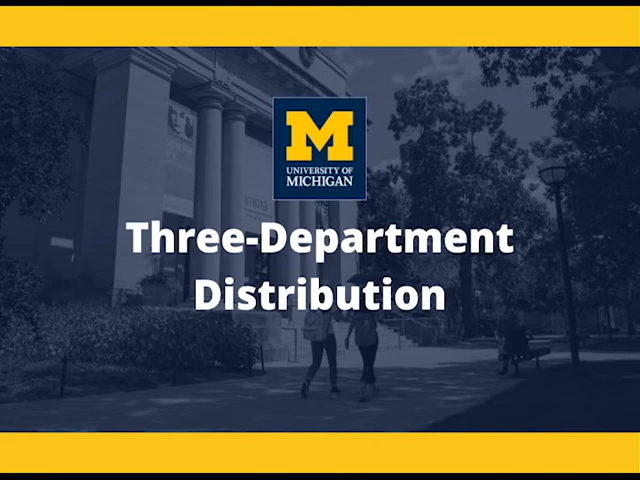 M
UNIVERSITY OF
MICHIGAN
Three-Department
Distribution